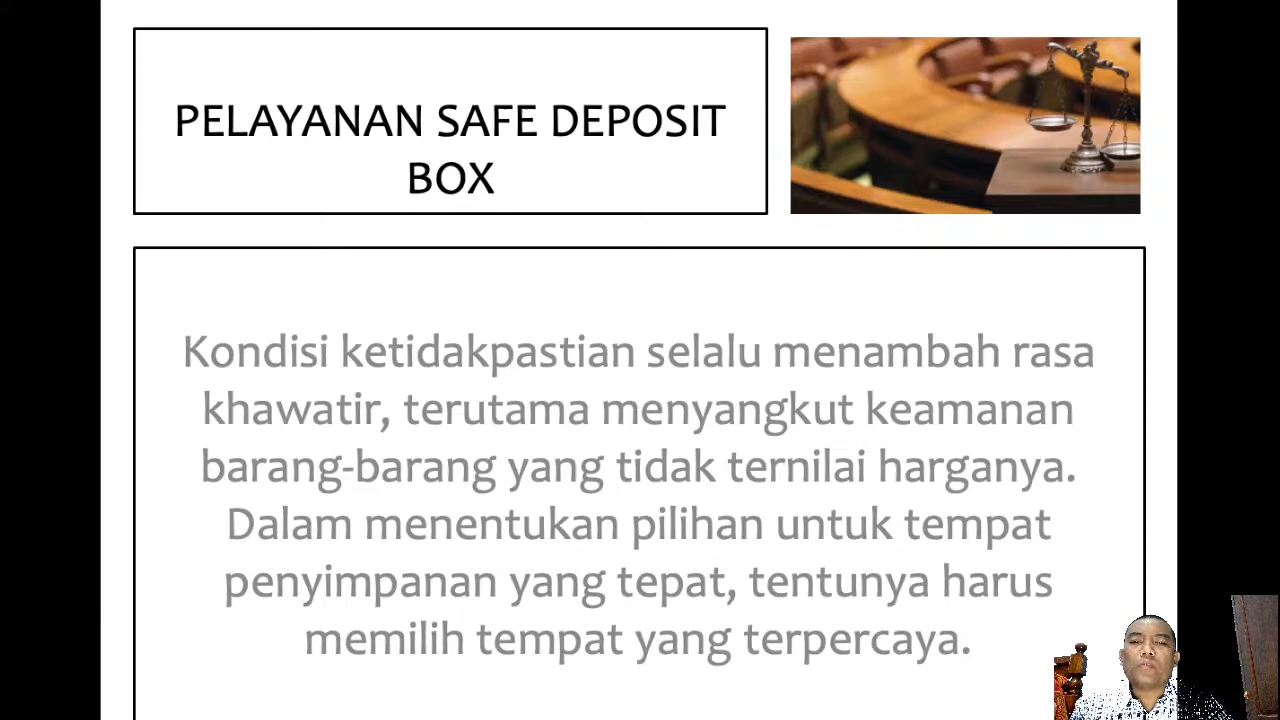 PELAYANAN SAFE DEPOSIT
BOX
Kondisi ketidakpastian selalu menambah rasa
khawatir, terutama menyangkut keamanan
barang-barang yang tidak ternilai harganya.
Dalam menentukan pilihan untuk tempat
penyimpanan yang tepat, tentunya harus
memilih tempat yang terpercaya.